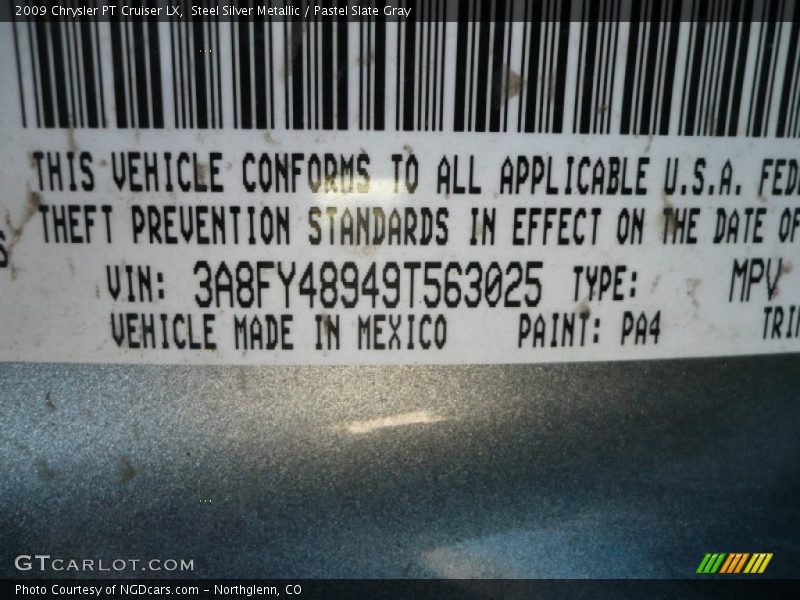 2009 Chrysler PT Cruiser LX,  Steel Silver Metallic / Pastel Slate Gray
THIS VEHICLE CONFORMS TO ALL APPLICABLE U.S.A. FED
THEFT PREVENTION STANDARDS IN EFFECT ON THE DATE OF
S
VIN: 3A8FY48949T563025 TYPE: MPV
VEHICLE MADE IN MEXICO PAINT: PA4 TRI
GTCARLOT.COM
Photo Courtesy of NGDcars.com – Northglenn, CO